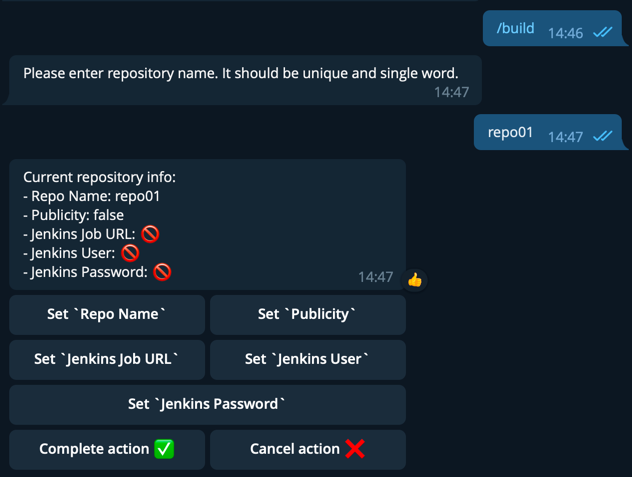 /build 14:46
Please enter repository name. It should be unique and single word.
14:47
repo01 14:47
Current repository info:
- Repo Name: repo01
- Publicity: false
- Jenkins Job URL: 🚫
- Jenkins User: 🚫
- Jenkins Password: 🚫
14:47 👍
Set `Repo Name`
Set `Publicity`
Set `Jenkins Job URL`
Set `Jenkins User`
Set `Jenkins Password`
Complete action ✅
Cancel action ❌